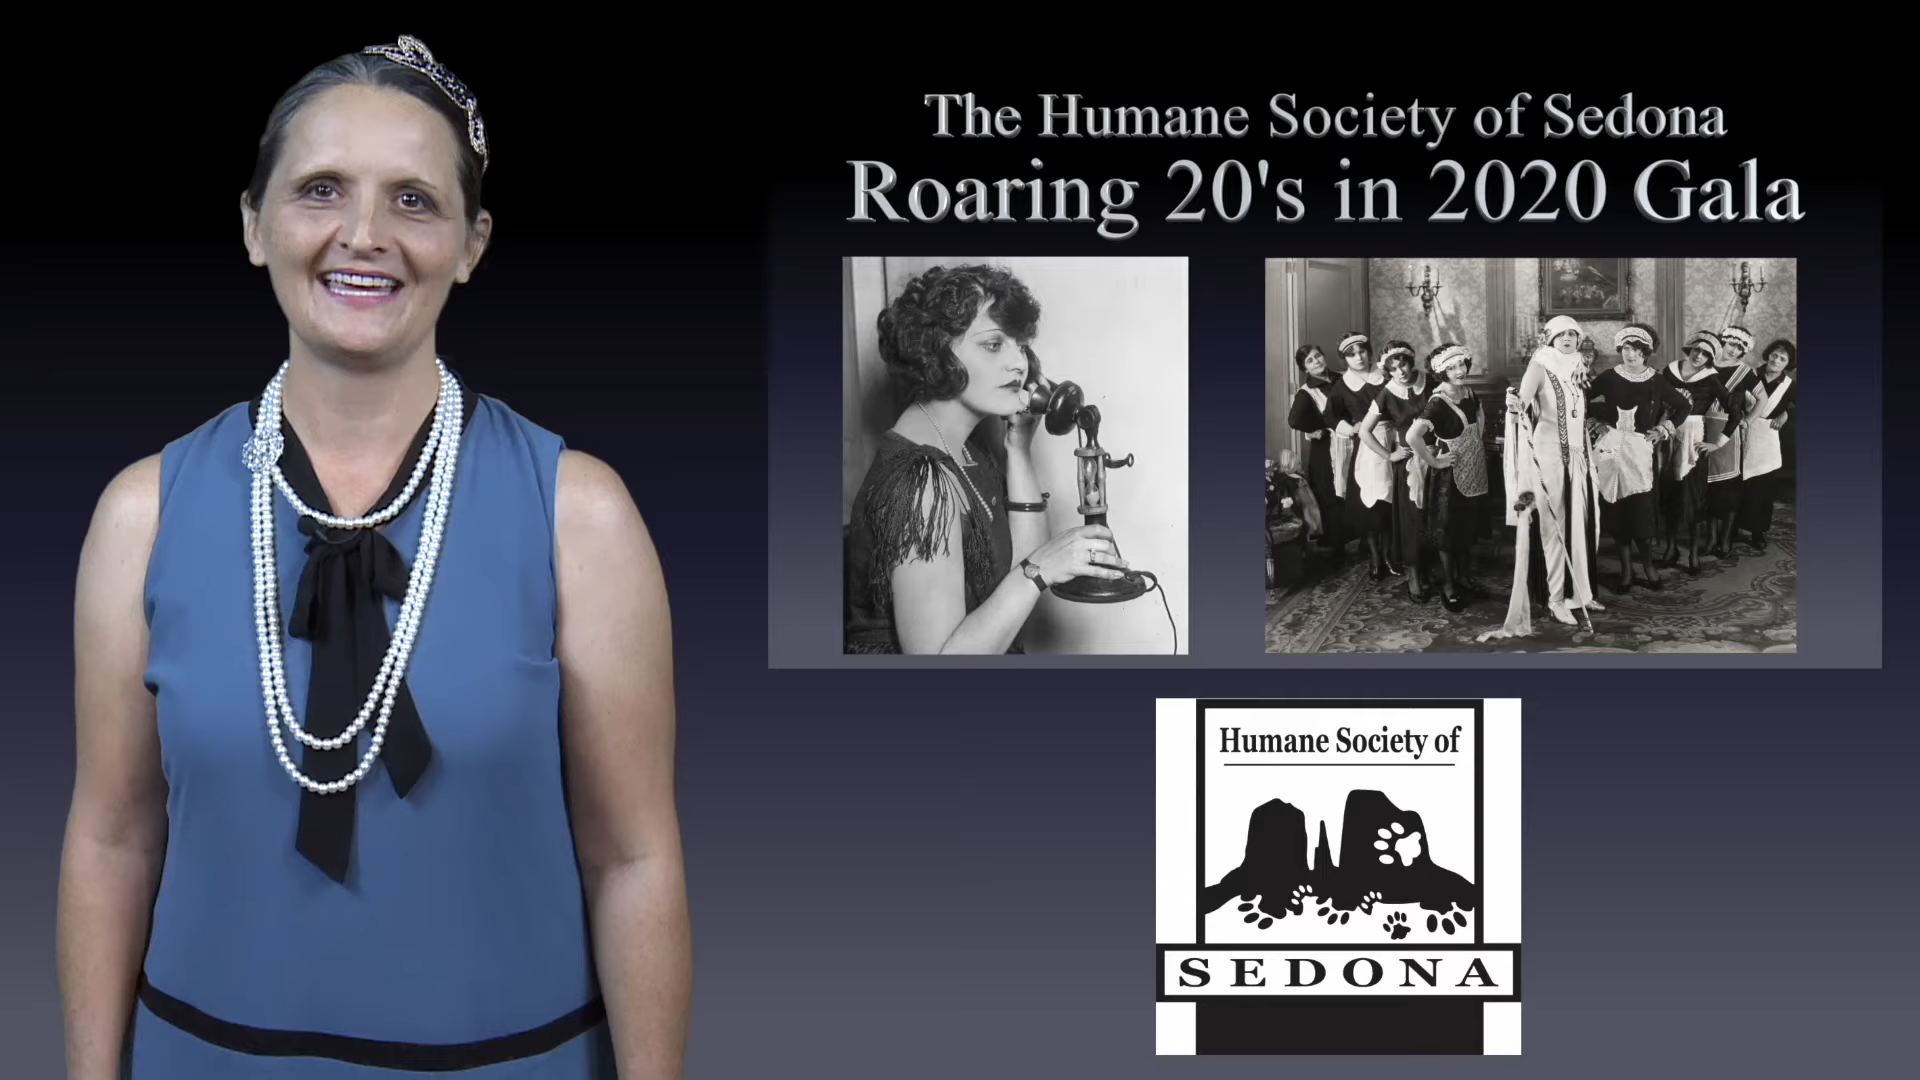 The Humane Society of Sedona
Roaring 20's in 2020 Gala
Humane Society of
SEDONA